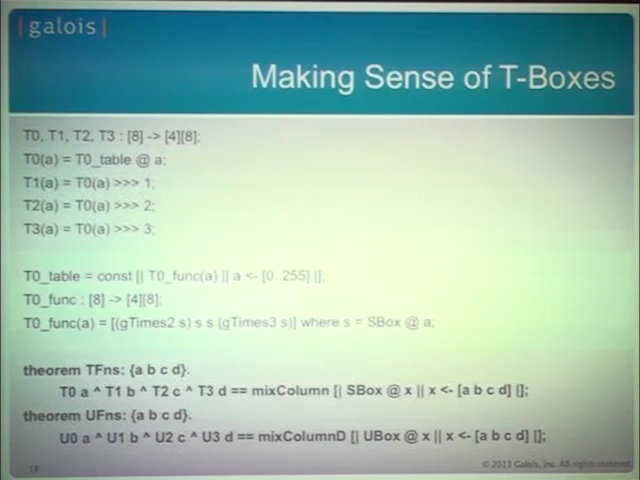 |galois|
Making Sense of T-Boxes
T0, T1, T2, T3 : [8] -> [4][8];
T0(a) = T0_table @ a;
T1(a) = T0(a) >>> 1;
T2(a) = T0(a) >>> 2;
T3(a) = T0(a) >>> 3;
T0_table = const [| T0_func(a) || a <- [0..255] |];
T0_func : [8] -> [4][8];
T0_func(a) = [(gTimes2 s) s s (gTimes3 s)] where s = SBox @ a;
theorem TFns: {a b c d}.
T0 a ^ T1 b ^ T2 c ^ T3 d == mixColumn [| SBox @ x || x <- [a b c d] |];
theorem UFns: {a b c d}.
U0 a ^ U1 b ^ U2 c ^ U3 d == mixColumnD [| UBox @ x || x <- [a b c d] |];
18
© 2011 Galois, Inc. All rights reserved.